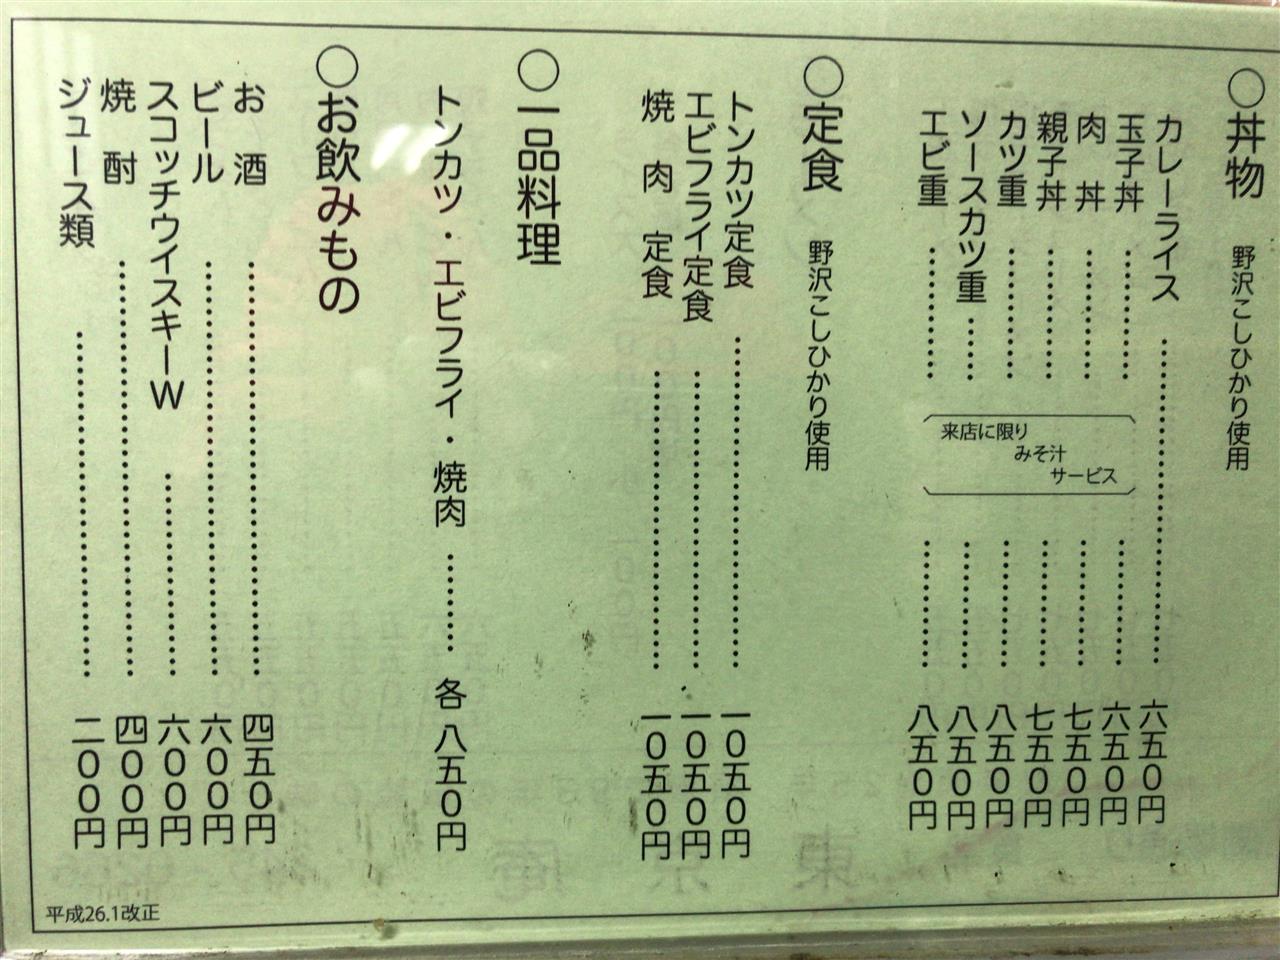 ○丼物 野沢こしひかり使用
カレーライス……………………六五〇円
玉子丼……………………六五〇円
肉 丼……………………七五〇円
親子丼……………………七五〇円
カツ重……………………八五〇円
ソースカツ重……………………八五〇円
エビ重……………………八五〇円
来店に限り
みそ汁
サービス
○定食 野沢こしひかり使用
トンカツ定食……………………一〇五〇円
エビフライ定食……………………一〇五〇円
焼 肉 定食……………………一〇五〇円
○一品料理
トンカツ・エビフライ・焼肉………各 八五〇円
○お飲みもの
お 酒……………………四五〇円
ビール……………………六〇〇円
スコッチウイスキーW……………………六〇〇円
焼 酎……………………四〇〇円
ジュース類……………………二〇〇円
平成26.1改正